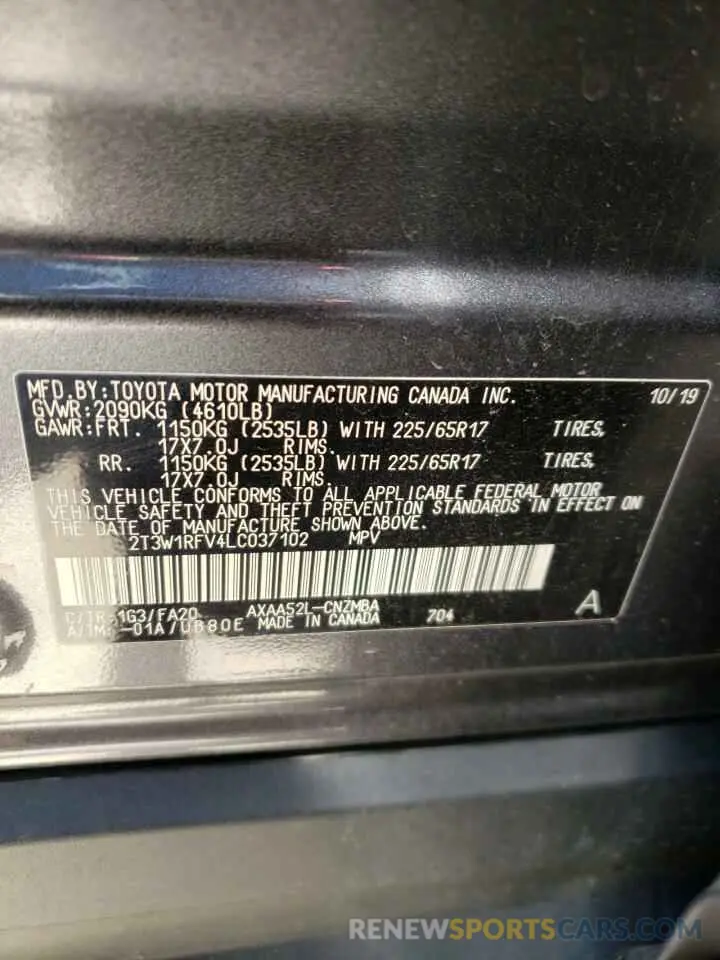 MFD.BY:TOYOTA MOTOR MANUFACTURING CANADA INC. 10/19
GVWR:2090KG (4610LB)
GAWR:FRT. 1150KG (2535LB) WITH 225/65R17 TIRES,
17X7.0J RIMS.
RR. 1150KG (2535LB) WITH 225/65R17 TIRES,
17X7.0J RIMS.
THIS VEHICLE CONFORMS TO ALL APPLICABLE FEDERAL MOTOR
VEHICLE SAFETY AND THEFT PREVENTION STANDARDS IN EFFECT ON
THE DATE OF MANUFACTURE SHOWN ABOVE.
2T3W1RFV4LC037102 MPV
C/TR: 1G3/FA20 AXAA52L-CNZMBA 704 A
-01A/UB80E MADE IN CANADA
RENEWSPORTSCARS.COM